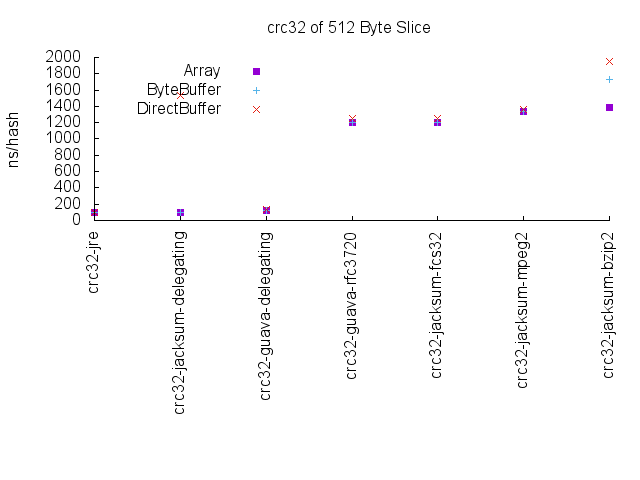 crc32 of 512 Byte Slice
ns/hash
2000
1800
1600
1400
1200
1000
800
600
400
200
0
Array
ByteBuffer
DirectBuffer
crc32-jre
crc32-jacksum-delegating
crc32-guava-delegating
crc32-guava-rfc3720
crc32-jacksum-fcs32
crc32-jacksum-mpeg2
crc32-jacksum-bzip2